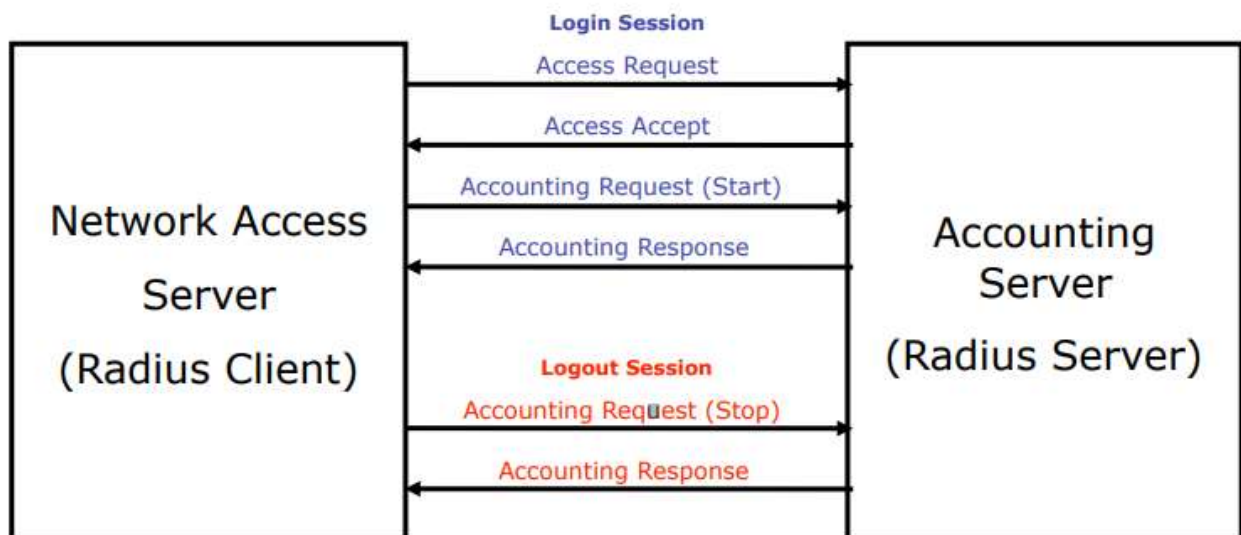 Login Session
Access Request
Access Accept
Accounting Request (Start)
Accounting Response
Network Access
Server
(Radius Client)
Logout Session
Accounting Request (Stop)
Accounting Response
Accounting
Server
(Radius Server)